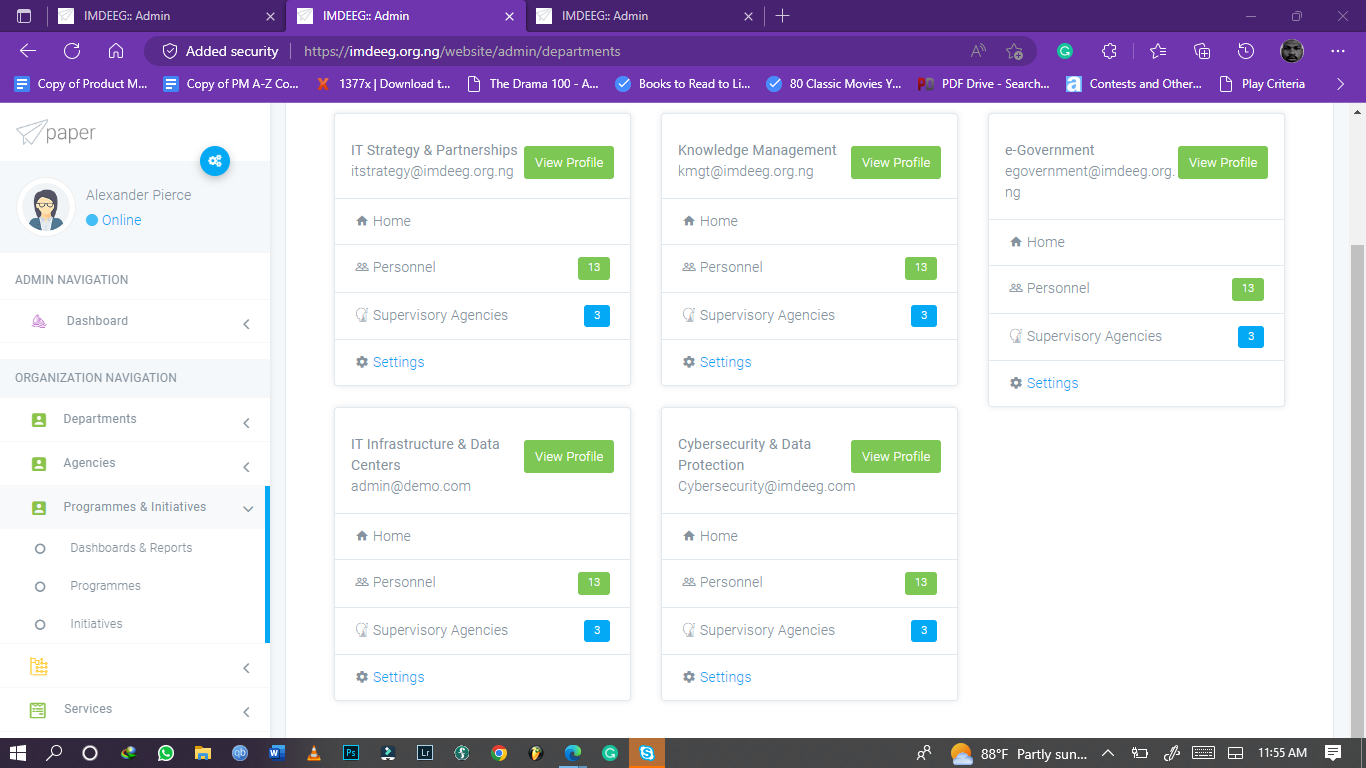 IMDEEG:: Admin
IMDEEG:: Admin
IMDEEG:: Admin
Added security
https://imdeeg.org.ng/website/admin/departments
Copy of Product M...
Copy of PM A-Z Co...
1377x | Download t...
The Drama 100 - A...
Books to Read to Li...
80 Classic Movies Y...
PDF Drive - Search...
Contests and Other...
Play Criteria
paper
Alexander Pierce
Online
ADMIN NAVIGATION
Dashboard
ORGANIZATION NAVIGATION
Departments
Agencies
Programmes & Initiatives
Dashboards & Reports
Programmes
Initiatives
Services
IT Strategy & Partnerships
itstrategy@imdeeg.org.ng
View Profile
Home
Personnel 13
Supervisory Agencies 3
Settings
Knowledge Management
kmgt@imdeeg.org.ng
View Profile
Home
Personnel 13
Supervisory Agencies 3
Settings
e-Government
egovernment@imdeeg.org.
ng
View Profile
Home
Personnel 13
Supervisory Agencies 3
Settings
IT Infrastructure & Data
Centers
admin@demo.com
View Profile
Home
Personnel 13
Supervisory Agencies 3
Settings
Cybersecurity & Data
Protection
Cybersecurity@imdeeg.com
View Profile
Home
Personnel 13
Supervisory Agencies 3
Settings
88°F Partly sun...
11:55 AM